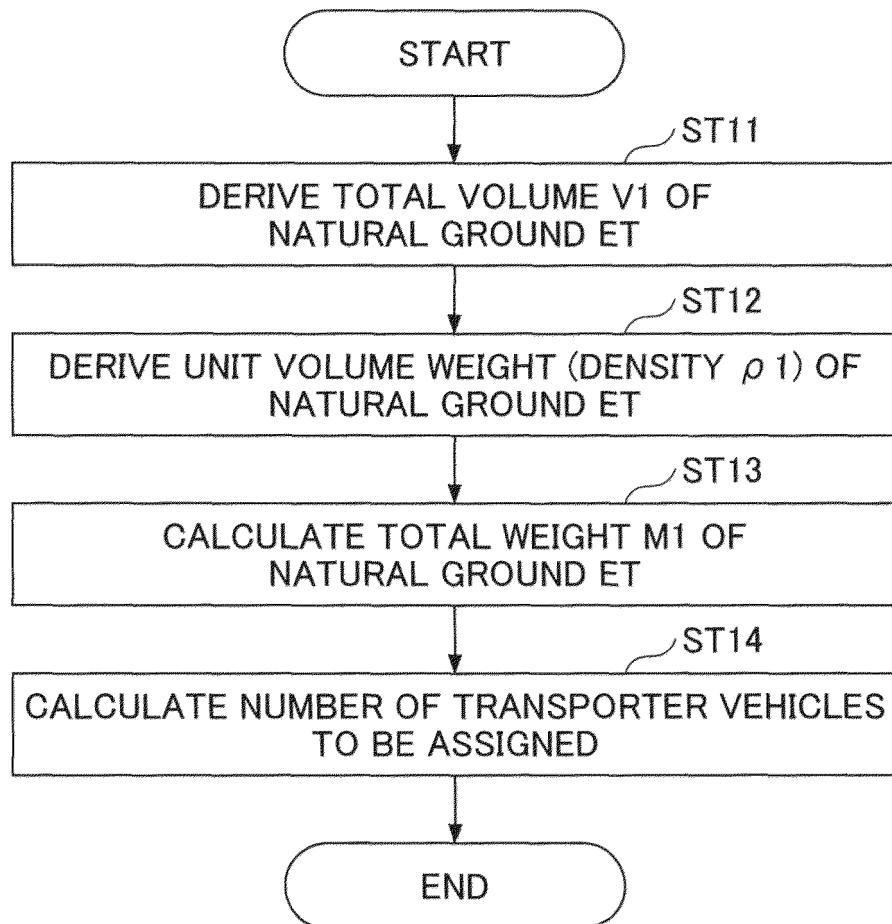 START
ST11
DERIVE TOTAL VOLUME V1 OF
NATURAL GROUND ET
ST12
DERIVE UNIT VOLUME WEIGHT (DENSITY ρ 1) OF
NATURAL GROUND ET
ST13
CALCULATE TOTAL WEIGHT M1 OF
NATURAL GROUND ET
ST14
CALCULATE NUMBER OF TRANSPORTER VEHICLES
TO BE ASSIGNED
END